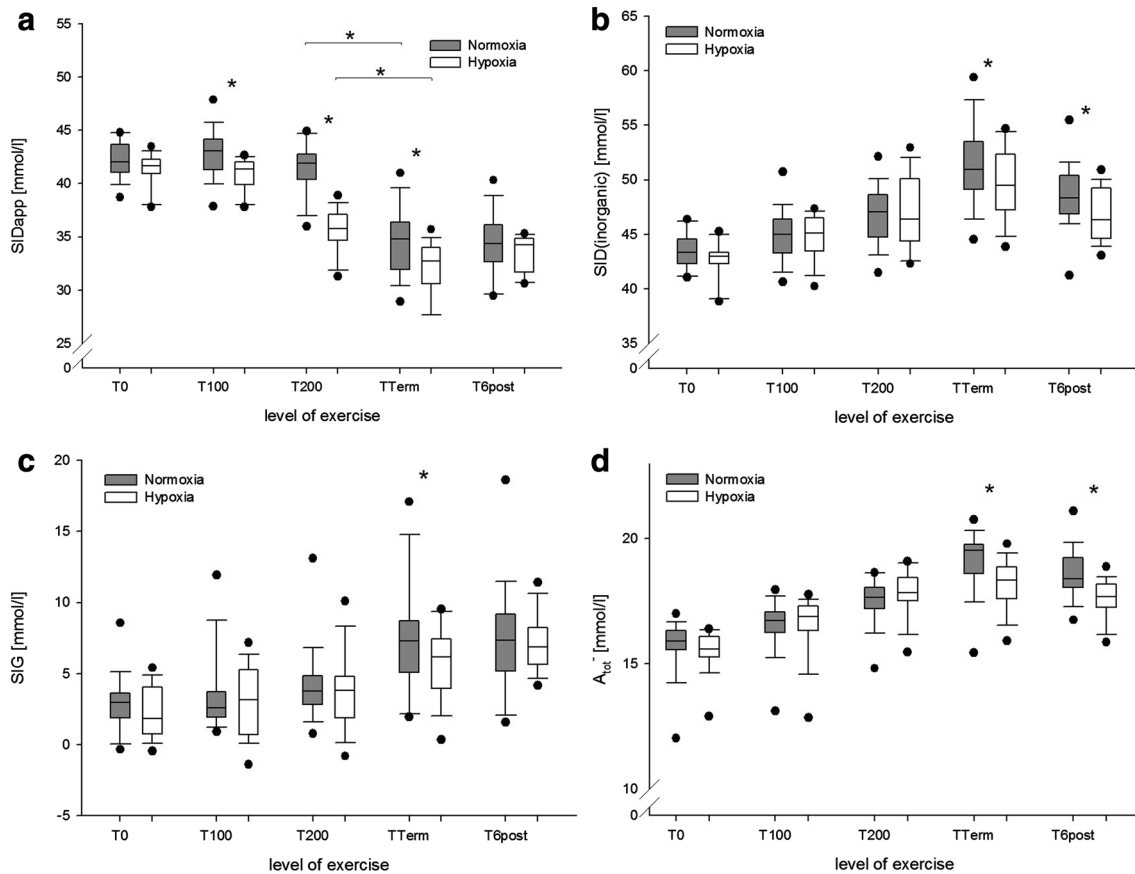 a
55
50
45
40
35
30
25
0
SIDapp [mmol/l]
Normoxia
Hypoxia
*
*
*
*
*
T0 T100 T200 TTerm T6post
level of exercise
b
65
60
55
50
45
40
35
0
SID(inorganic) [mmol/l]
Normoxia
Hypoxia
*
*
T0 T100 T200 TTerm T6post
level of exercise
c
20
15
10
5
0
-5
SIG [mmol/l]
Normoxia
Hypoxia
*
T0 T100 T200 TTerm T6post
level of exercise
d
20
15
10
0
Atot- [mmol/l]
Normoxia
Hypoxia
*
*
T0 T100 T200 TTerm T6post
level of exercise